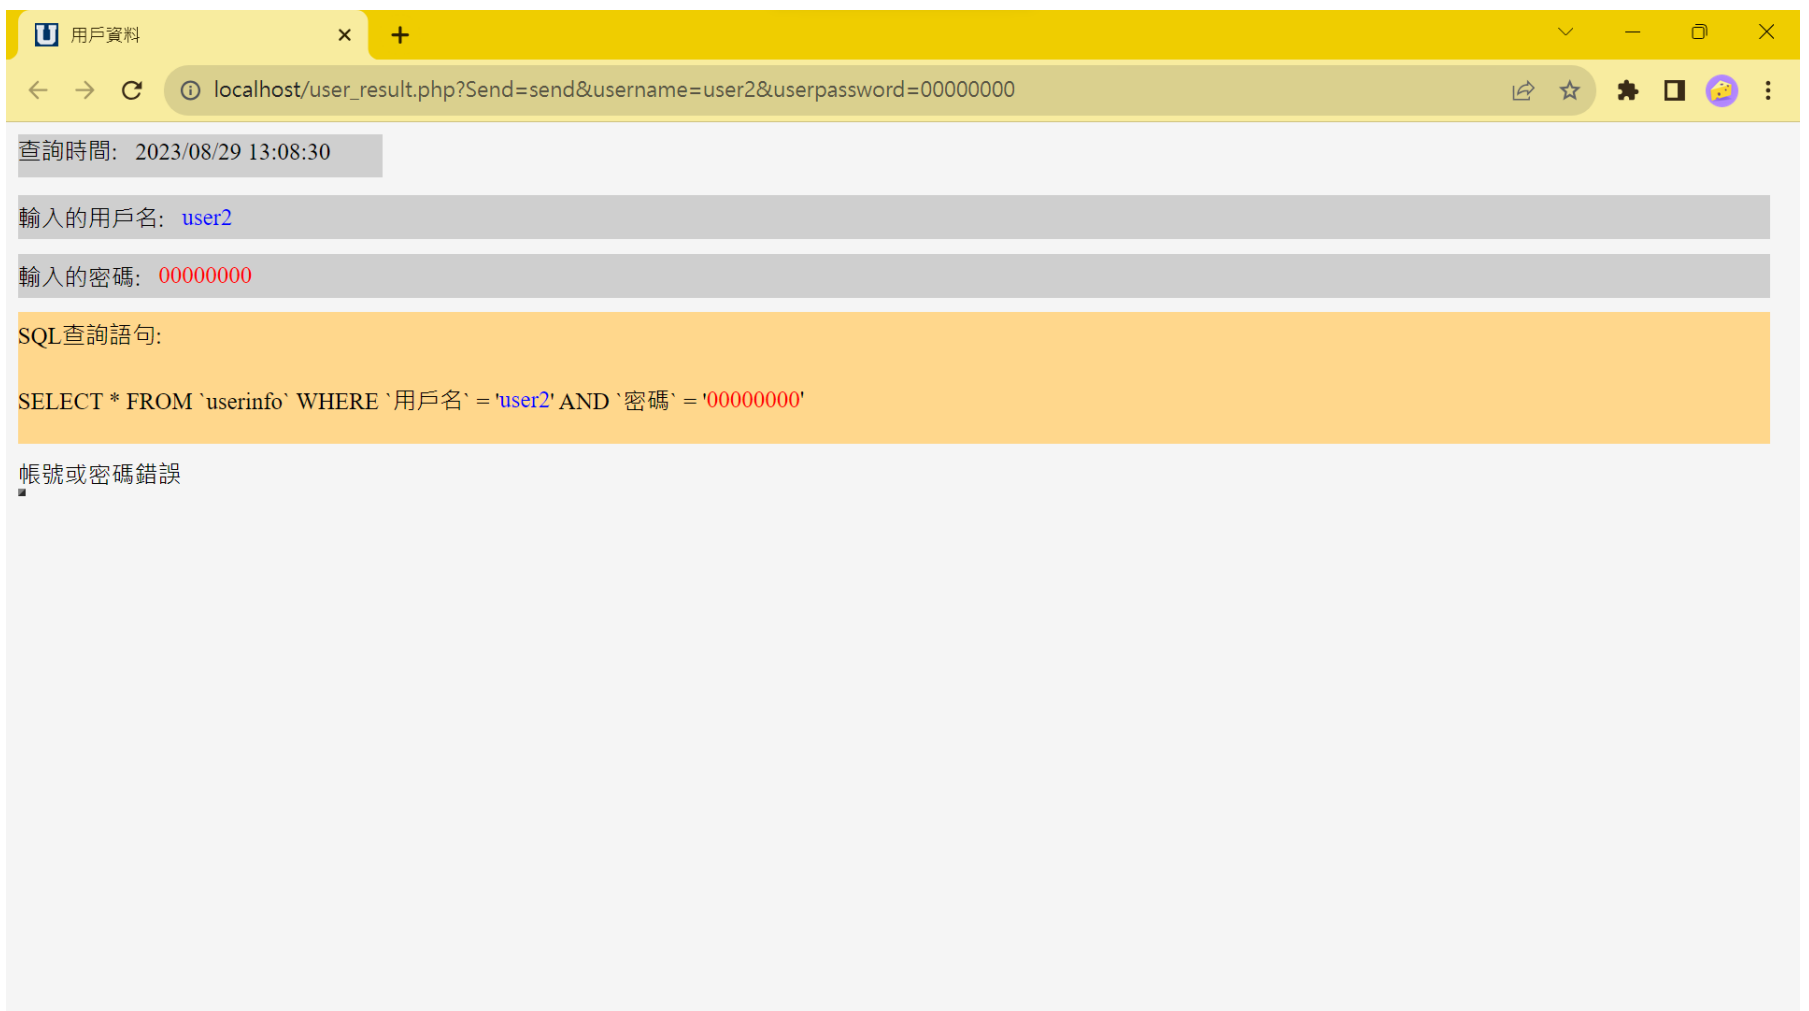 用戶資料
localhost/user_result.php?Send=send&username=user2&userpassword=00000000
查詢時間: 2023/08/29 13:08:30
輸入的用戶名: user2
輸入的密碼: 00000000
SQL查詢語句:
SELECT * FROM `userinfo` WHERE `用戶名` = 'user2' AND `密碼` = '00000000'
帳號或密碼錯誤